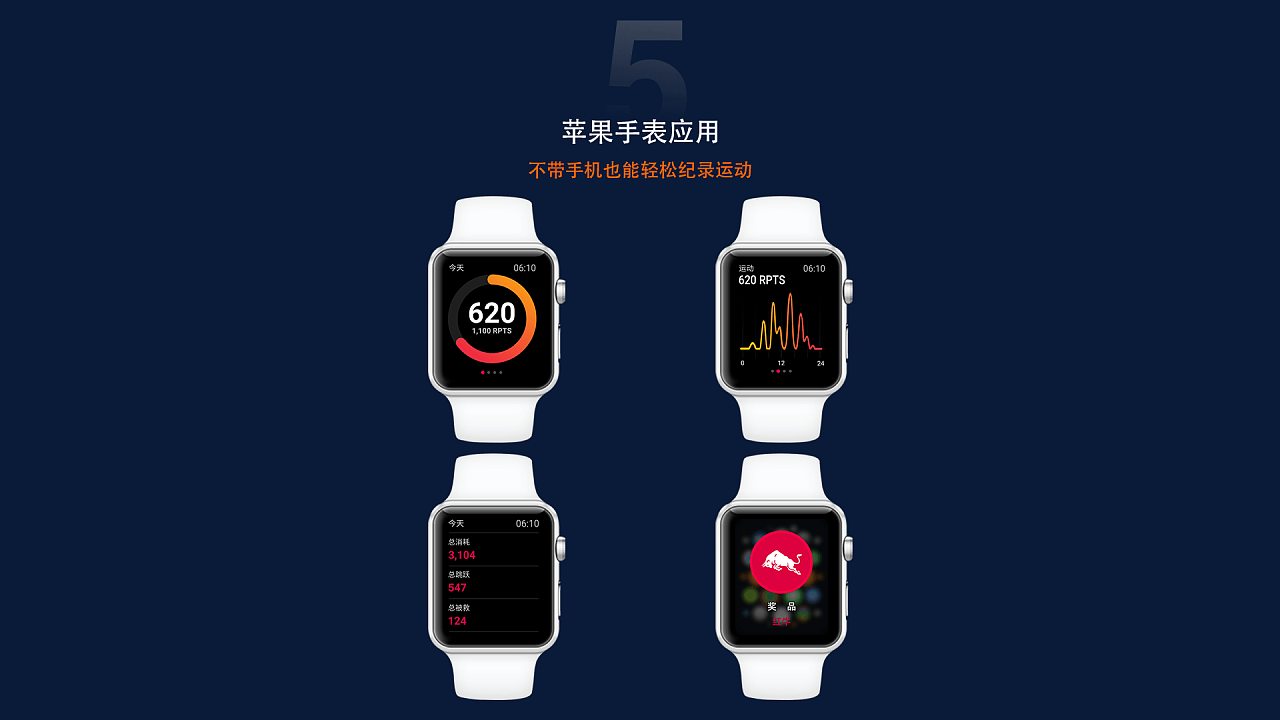 5
苹果手表应用
不带手机也能轻松纪录运动
今天 06:10
620
1,100 RPTS
运动 06:10
620 RPTS
0 12 24
今天 06:10
总消耗
3,104
总跳跃
547
总被救
124
奖 品